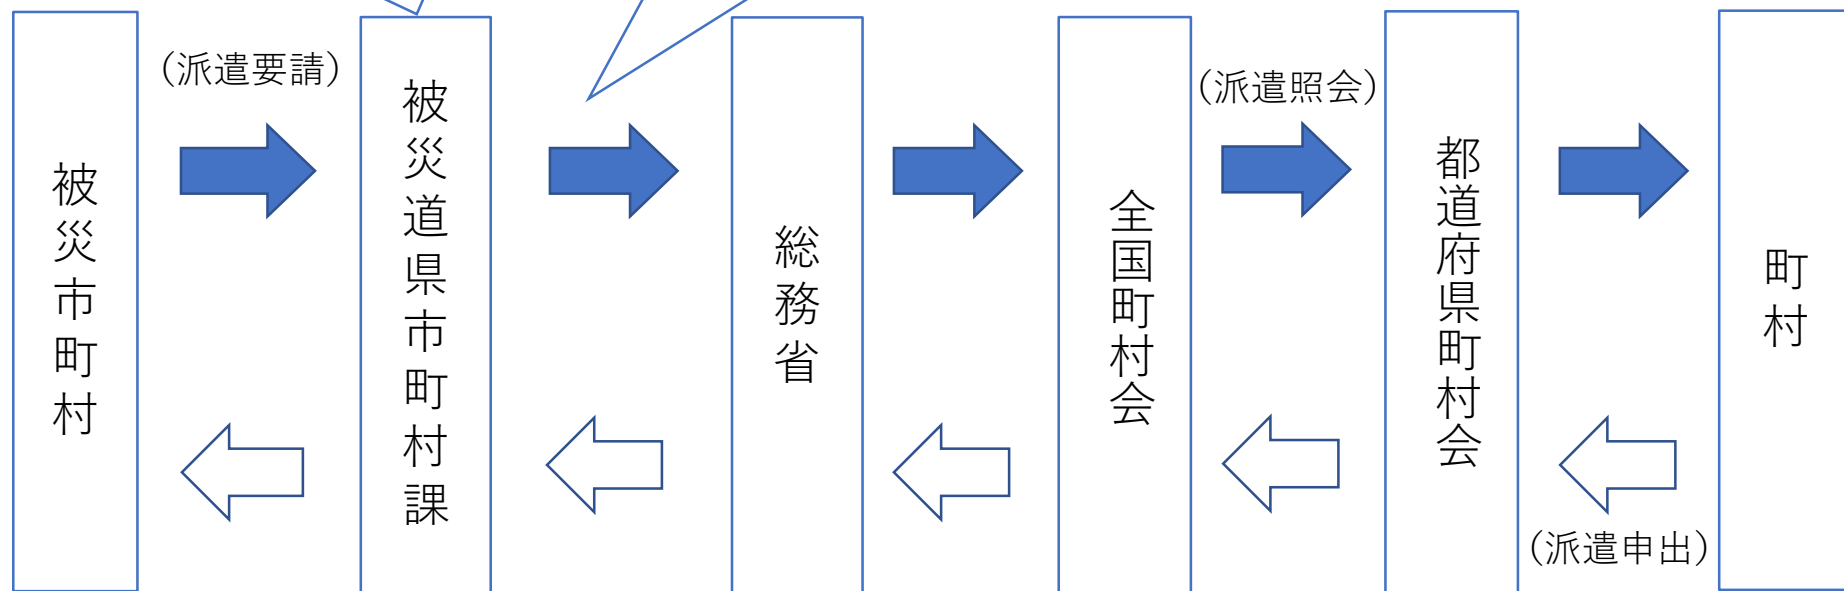 被災市町村
（派遣要請）
被災道県市町村課
総務省
全国町村会
（派遣照会）
都道府県町村会
（派遣申出）
町村